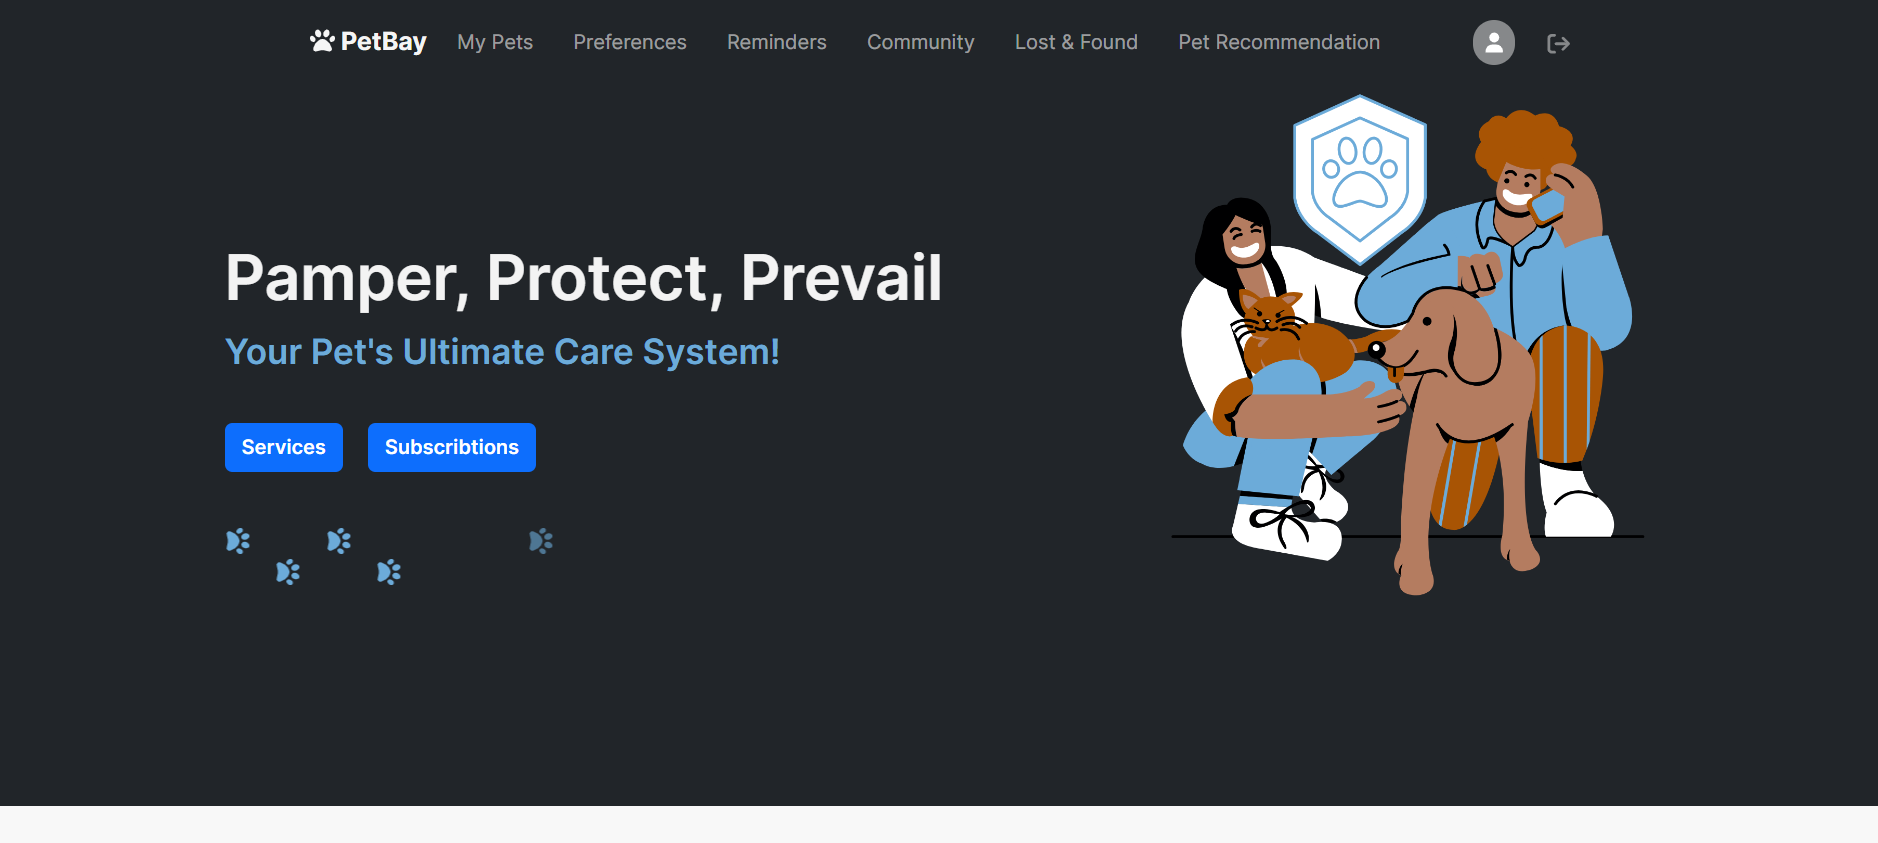 PetBay My Pets Preferences Reminders Community Lost & Found Pet Recommendation
Pamper, Protect, Prevail
Your Pet's Ultimate Care System!
Services Subscribtions